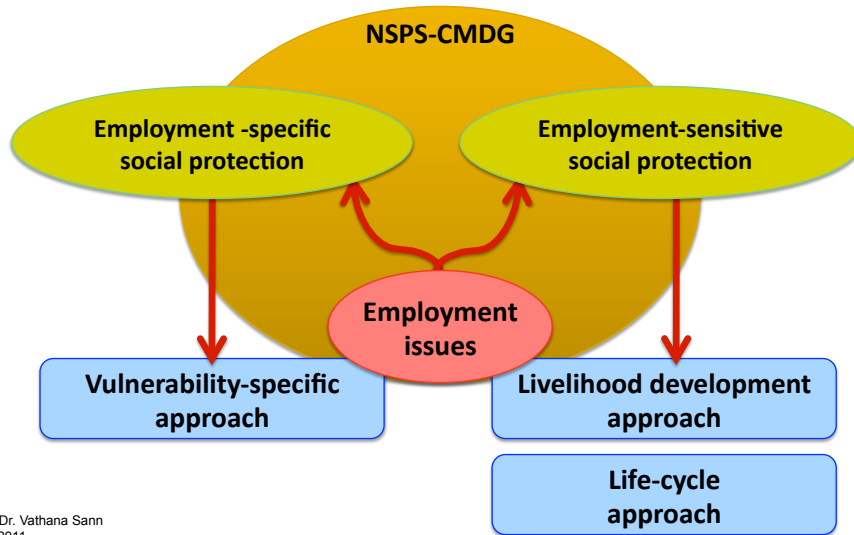 NSPS-CMDG
Employment -specific
social protection
Employment-sensitive
social protection
Employment
issues
Vulnerability-specific
approach
Livelihood development
approach
Life-cycle
approach
Dr. Vathana Sann
2011